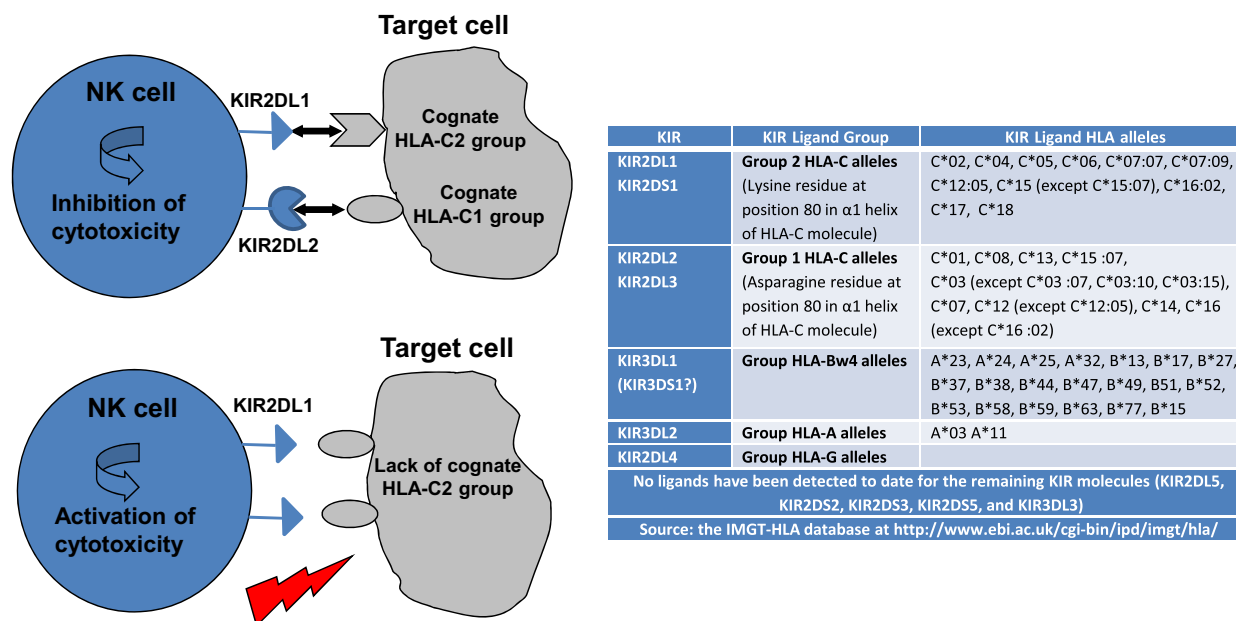 Target cell
NK cell
KIR2DL1
Cognate
HLA-C2 group
Inhibition of
cytotoxicity
Cognate
HLA-C1 group
KIR2DL2
Target cell
NK cell
KIR2DL1
Lack of cognate
HLA-C2 group
Activation of
cytotoxicity
KIR KIR Ligand Group KIR Ligand HLA alleles
KIR2DL1 Group 2 HLA-C alleles C*02, C*04, C*05, C*06, C*07:07, C*07:09,
KIR2DS1 (Lysine residue at C*12:05, C*15 (except C*15:07), C*16:02,
position 80 in α1 helix C*17, C*18
of HLA-C molecule)
KIR2DL2 Group 1 HLA-C alleles C*01, C*08, C*13, C*15 :07,
KIR2DL3 (Asparagine residue at C*03 (except C*03 :07, C*03:10, C*03:15),
position 80 in α1 helix C*07, C*12 (except C*12:05), C*14, C*16
of HLA-C molecule) (except C*16 :02)
KIR3DL1 Group HLA-Bw4 alleles A*23, A*24, A*25, A*32, B*13, B*17, B*27,
(KIR3DS1?) B*37, B*38, B*44, B*47, B*49, B51, B*52,
B*53, B*58, B*59, B*63, B*77, B*15
KIR3DL2 Group HLA-A alleles A*03 A*11
KIR2DL4 Group HLA-G alleles
No ligands have been detected to date for the remaining KIR molecules (KIR2DL5,
KIR2DS2, KIR2DS3, KIR2DS5, and KIR3DL3)
Source: the IMGT-HLA database at http://www.ebi.ac.uk/cgi-bin/ipd/imgt/hla/